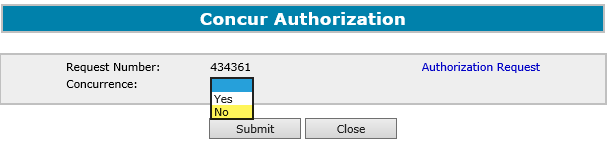 Concur Authorization
Request Number: 434361 Authorization Request
Concurrence:
Yes
No
Submit Close